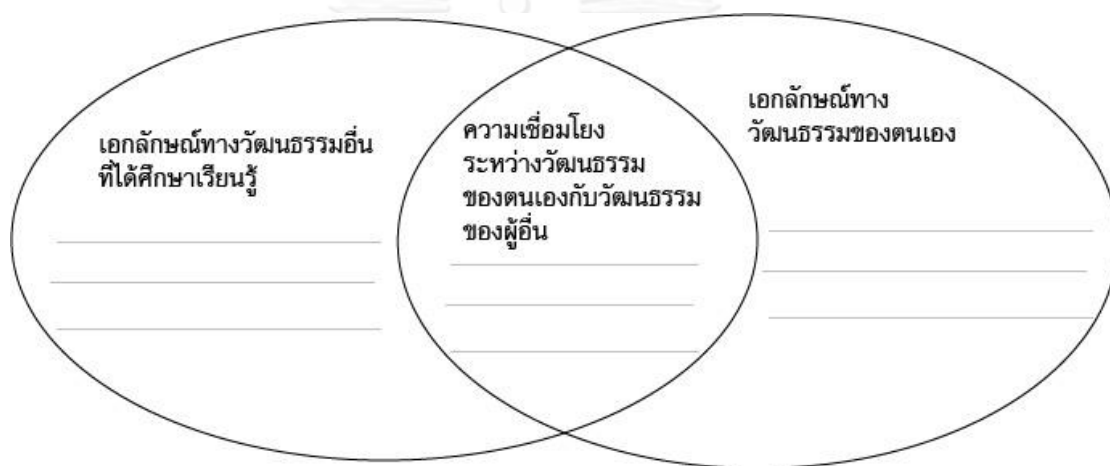 เอกลักษณ์ทางวัฒนธรรมอื่น
ที่ได้ศึกษาเรียนรู้
ความเชื่อมโยง
ระหว่างวัฒนธรรม
ของตนเองกับวัฒนธรรม
ของผู้อื่น
เอกลักษณ์ทาง
วัฒนธรรมของตนเอง